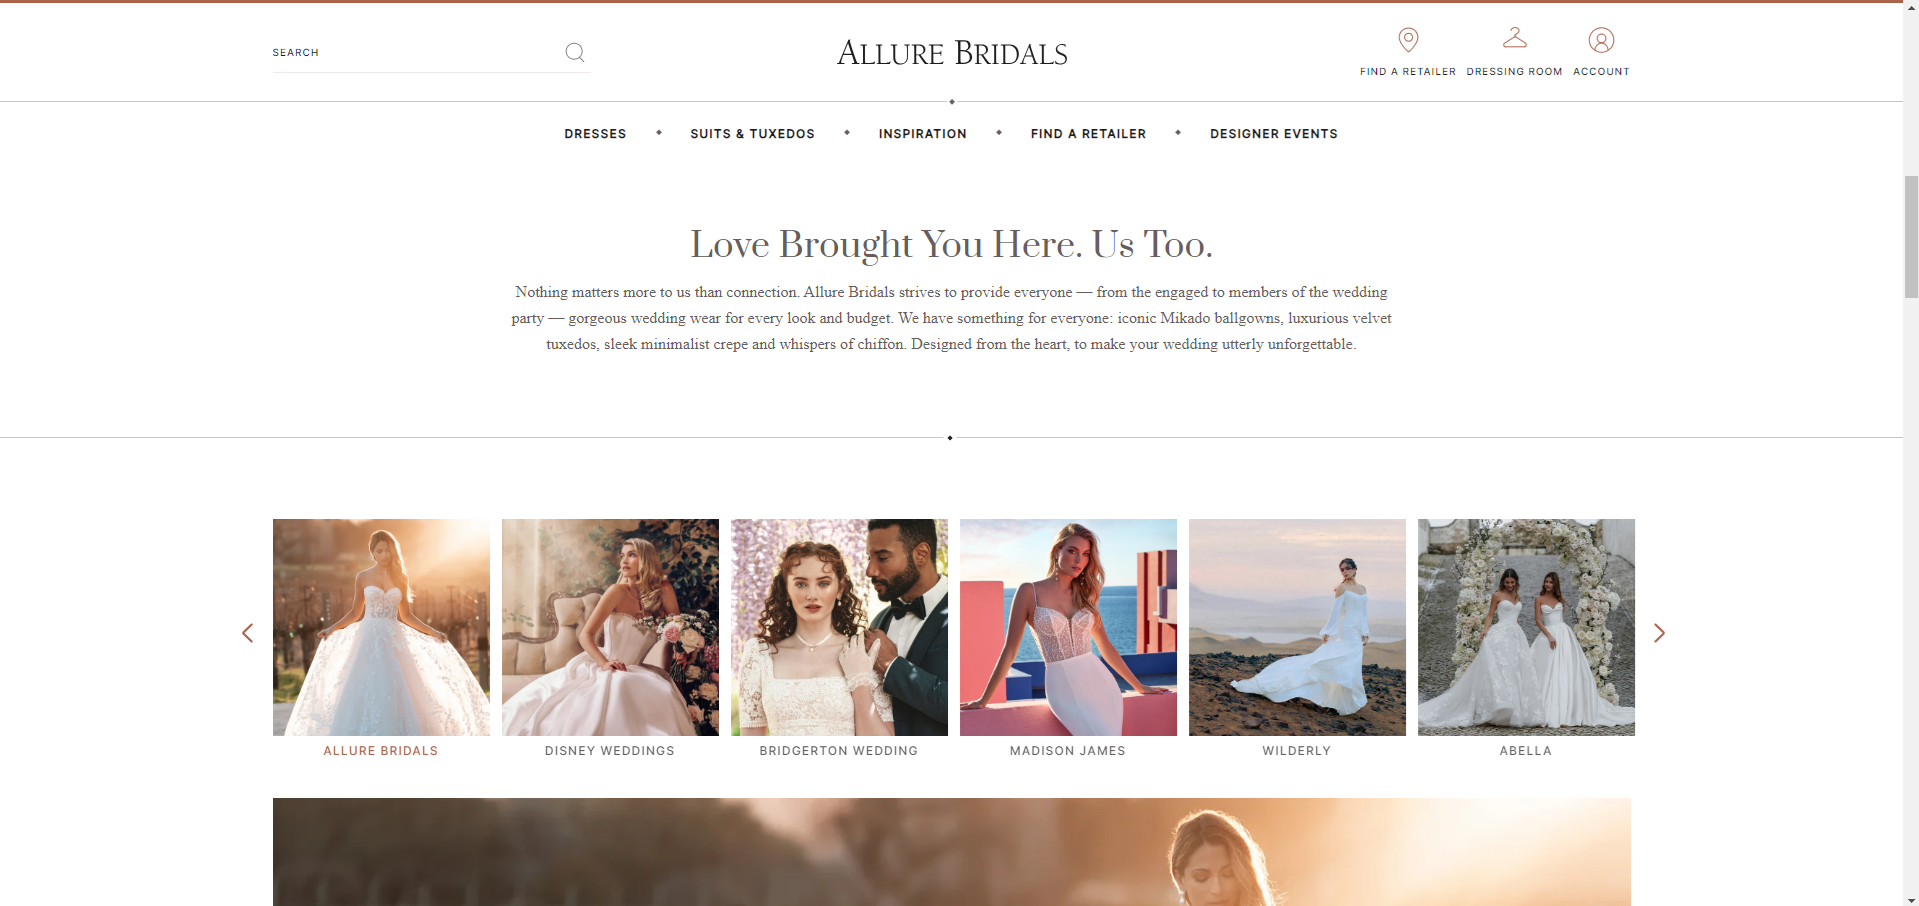 SEARCH
ALLURE BRIDALS
FIND A RETAILER
DRESSING ROOM
ACCOUNT
DRESSES
SUITS & TUXEDOS
INSPIRATION
FIND A RETAILER
DESIGNER EVENTS
Love Brought You Here. Us Too.
Nothing matters more to us than connection. Allure Bridals strives to provide everyone — from the engaged to members of the wedding
party — gorgeous wedding wear for every look and budget. We have something for everyone: iconic Mikado ballgowns, luxurious velvet
tuxedos, sleek minimalist crepe and whispers of chiffon. Designed from the heart, to make your wedding utterly unforgettable.
ALLURE BRIDALS
DISNEY WEDDINGS
BRIDGERTON WEDDING
MADISON JAMES
WILDERLY
ABELLA